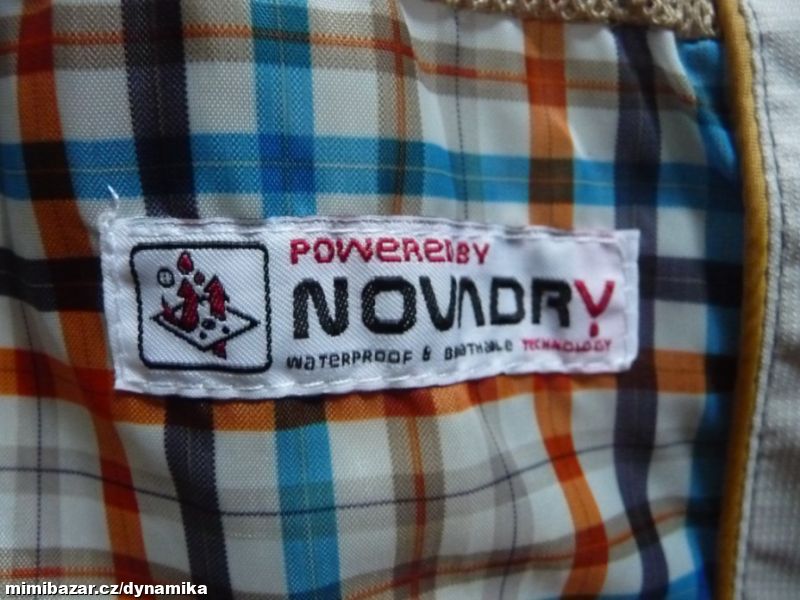 POWERED BY
NOVADRY
WATERPROOF & BREATHABLE TECHNOLOGY
mimibazar.cz/dynamika